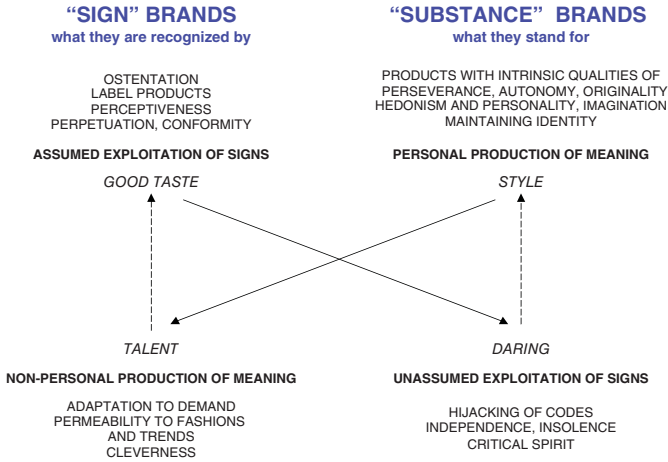 “SIGN” BRANDS
what they are recognized by
OSTENTATION
LABEL PRODUCTS
PERCEPTIVENESS
PERPETUATION, CONFORMITY
ASSUMED EXPLOITATION OF SIGNS
GOOD TASTE
“SUBSTANCE” BRANDS
what they stand for
PRODUCTS WITH INTRINSIC QUALITIES OF
PERSEVERANCE, AUTONOMY, ORIGINALITY
HEDONISM AND PERSONALITY, IMAGINATION
MAINTAINING IDENTITY
PERSONAL PRODUCTION OF MEANING
STYLE
TALENT
NON-PERSONAL PRODUCTION OF MEANING
ADAPTATION TO DEMAND
PERMEABILITY TO FASHIONS
AND TRENDS
CLEVERNESS
DARING
UNASSUMED EXPLOITATION OF SIGNS
HIJACKING OF CODES
INDEPENDENCE, INSOLENCE
CRITICAL SPIRIT